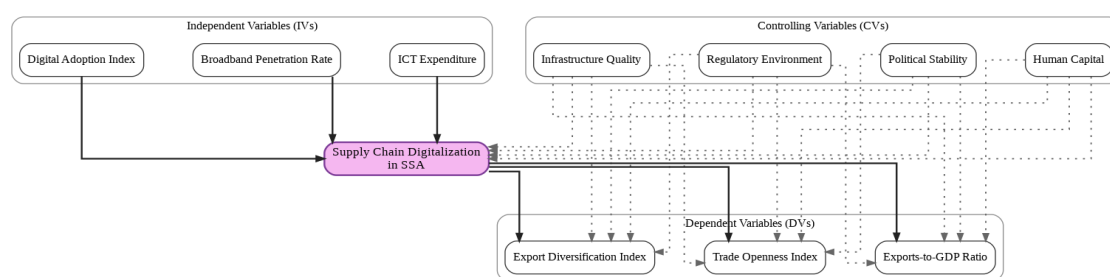 Independent Variables (IVs)
Controlling Variables (CVs)
Digital Adoption Index
Broadband Penetration Rate
ICT Expenditure
Infrastructure Quality
Regulatory Environment
Political Stability
Human Capital
Supply Chain Digitalization
in SSA
Dependent Variables (DVs)
Export Diversification Index
Trade Openness Index
Exports-to-GDP Ratio